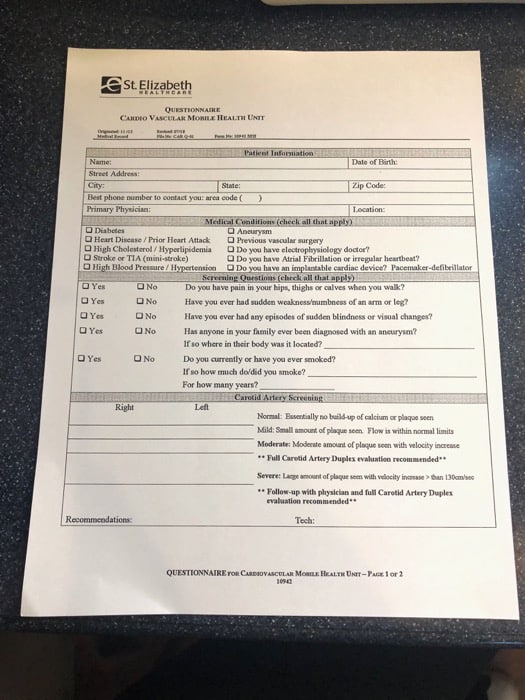 St. Elizabeth
HEALTHCARE
QUESTIONNAIRE
CARDIO VASCULAR MOBILE HEALTH UNIT
Medical Record
Patient Information
Name: Date of Birth:
Street Address:
City: State: Zip Code:
Best phone number to contact you: area code ( )
Primary Physician: Location:
Medical Conditions (check all that apply)
☐ Diabetes ☐ Aneurysm
☐ Heart Disease / Prior Heart Attack ☐ Previous vascular surgery
☐ High Cholesterol / Hyperlipidemia ☐ Do you have electrophysiology doctor?
☐ Stroke or TIA (mini-stroke) ☐ Do you have Atrial Fibrillation or irregular heartbeat?
☐ High Blood Pressure / Hypertension ☐ Do you have an implantable cardiac device? Pacemaker-defibrillator
Screening Questions (check all that apply)
☐ Yes ☐ No Do you have pain in your hips, thighs or calves when you walk?
☐ Yes ☐ No Have you ever had sudden weakness/numbness of an arm or leg?
☐ Yes ☐ No Have you ever had any episodes of sudden blindness or visual changes?
☐ Yes ☐ No Has anyone in your family ever been diagnosed with an aneurysm?
If so where in their body was it located?
☐ Yes ☐ No Do you currently or have you ever smoked?
If so how much do/did you smoke?
For how many years?
Carotid Artery Screening
Right Left
Normal: Essentially no build-up of calcium or plaque seen
Mild: Small amount of plaque seen. Flow is within normal limits
Moderate: Moderate amount of plaque seen with velocity increase
** Full Carotid Artery Duplex evaluation recommended**
Severe: Large amount of plaque seen with velocity increase > than 130cm/sec
** Follow-up with physician and full Carotid Artery Duplex
evaluation recommended**
Recommendations: Tech:
QUESTIONNAIRE FOR CARDIOVASCULAR MOBILE HEALTH UNIT – PAGE 1 OF 2
10942